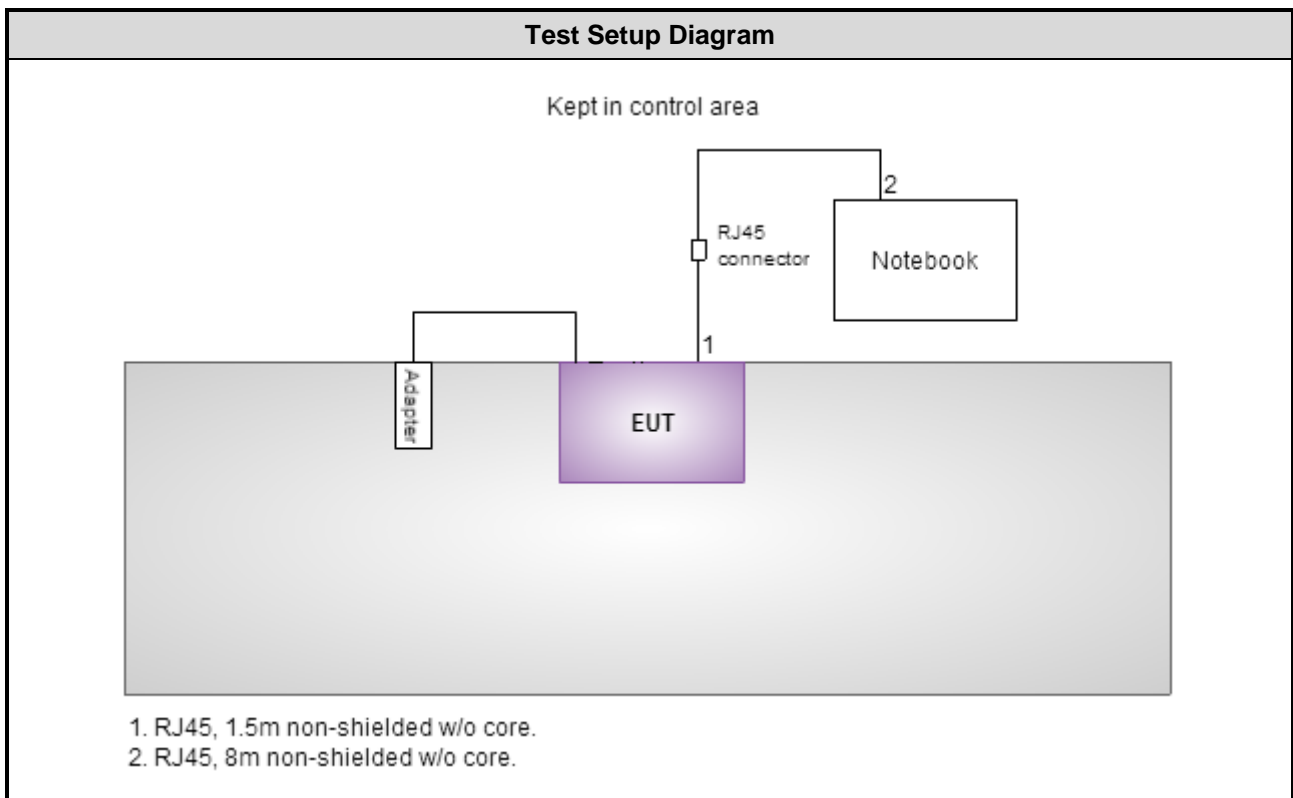 Test Setup Diagram
Kept in control area
2
RJ45
connector
Notebook
1
Adapter
EUT
1. RJ45, 1.5m non-shielded w/o core.
2. RJ45, 8m non-shielded w/o core.